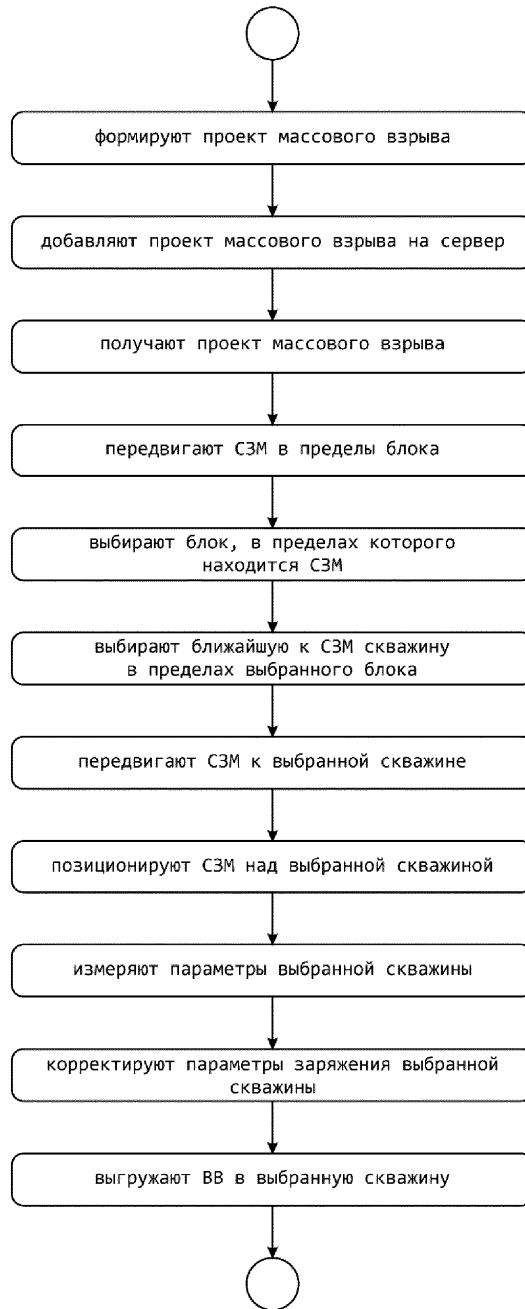 формируют проект массового взрыва
добавляют проект массового взрыва на сервер
получают проект массового взрыва
передвигают СЗМ в пределы блока
выбирают блок, в пределах которого
находится СЗМ
выбирают ближайшую к СЗМ скважину
в пределах выбранного блока
передвигают СЗМ к выбранной скважине
позиционируют СЗМ над выбранной скважиной
измеряют параметры выбранной скважины
корректируют параметры заряжения выбранной
скважины
выгружают ВВ в выбранную скважину